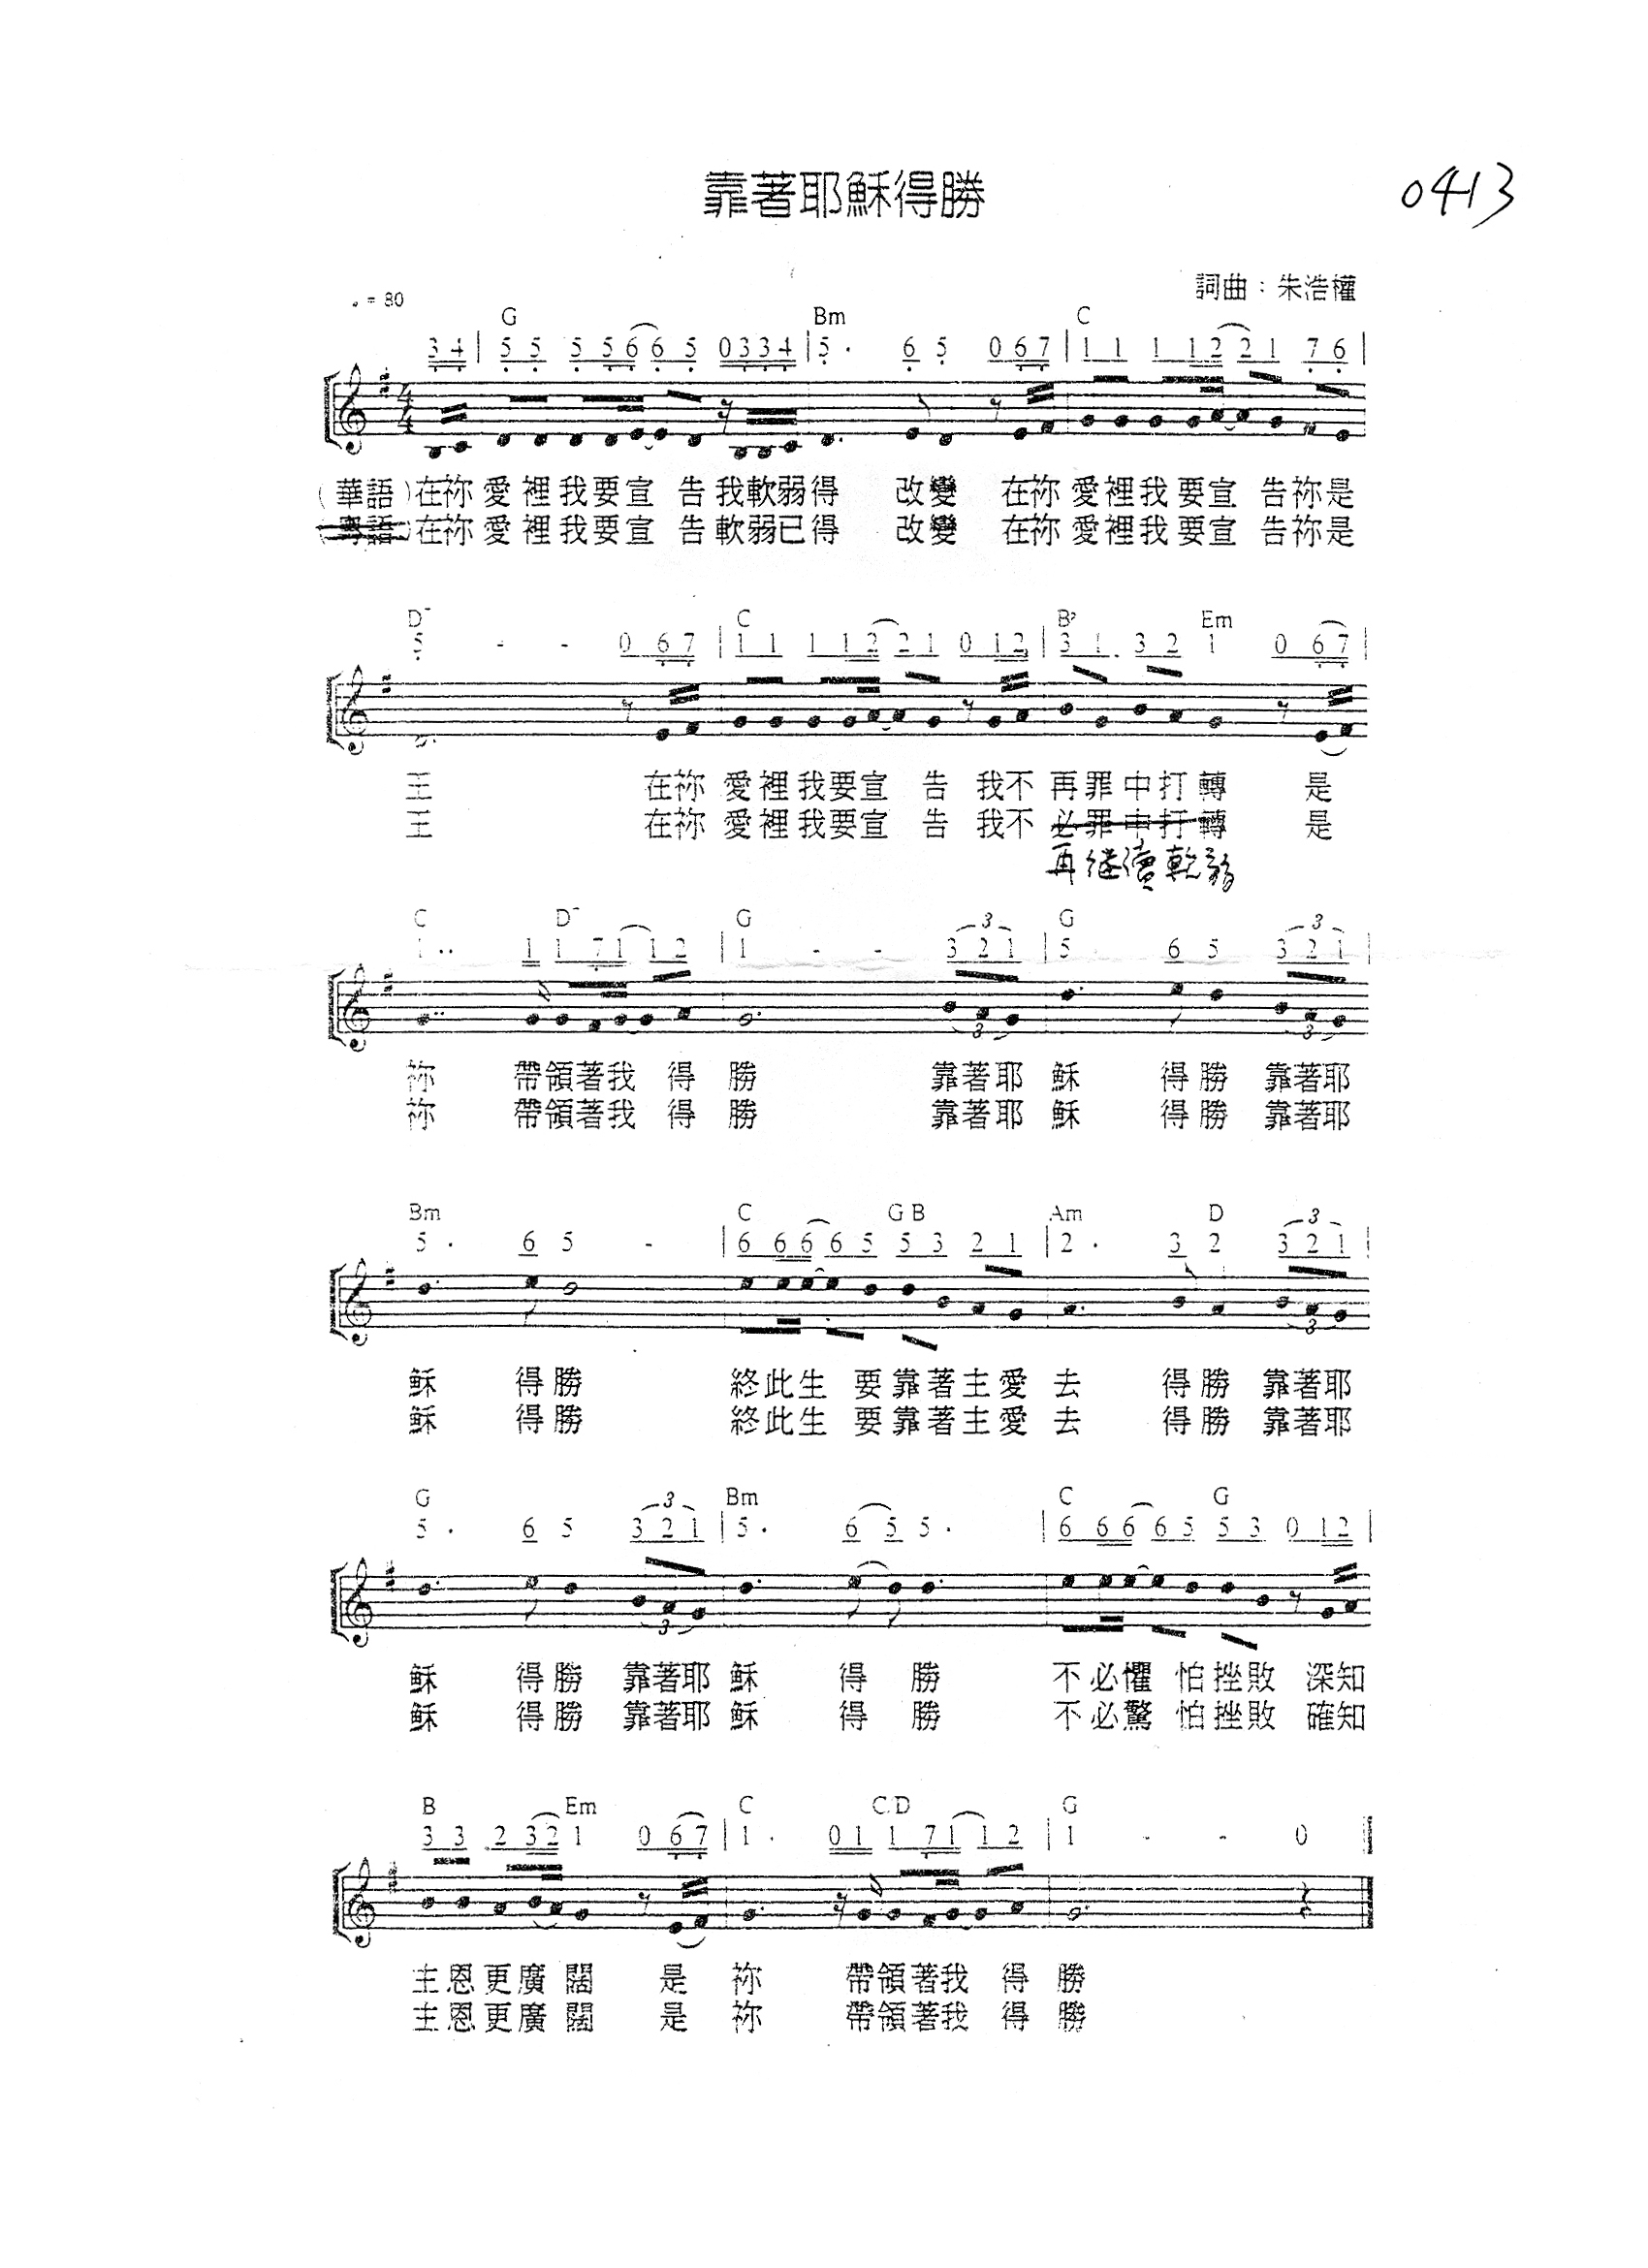 靠著耶穌得勝
0413
詞曲：朱浩權
= 80
G Bm C
3 4 | 5 5 5 5 6 6 5 0 3 3 4 | 5 . 6 5 0 6 7 | 1 1 1 1 2 2 1 7 6 |
(華語)在祢愛裡我要宣 告我軟弱得 改變 在祢愛裡我要宣 告祢是
(粵語)在祢愛裡我要宣 告軟弱已得 改變 在祢愛裡我要宣 告祢是
D C B7 Em
5 - - 0 6 7 | 1 1 1 1 2 2 1 0 1 2 | 3 1 . 3 2 1 0 6 7 |
王 在祢愛裡我要宣 告 我不 再罪中打轉 是
王 在祢愛裡我要宣 告 我不 必罪中打轉 是
再继續軟弱
C D G G
1 . . 1 1 7 1 1 2 | 1 - - 3 2 1 | 5 . 6 5 3 2 1 |
祢 帶領著我 得 勝 靠著耶 穌 得勝 靠著耶
祢 帶領著我 得 勝 靠著耶 穌 得勝 靠著耶
Bm C G B Am D
5 . 6 5 - | 6 6 6 6 5 5 3 2 1 | 2 . 3 2 3 2 1 |
穌 得勝 終此生 要靠著主愛 去 得勝 靠著耶
穌 得勝 終此生 要靠著主愛 去 得勝 靠著耶
G Bm C G
5 . 6 5 3 2 1 | 5 . 6 5 5 . | 6 6 6 6 5 5 3 0 1 2 |
穌 得勝 靠著耶 穌 得 勝 不必懼 怕挫敗 深知
穌 得勝 靠著耶 穌 得 勝 不必驚 怕挫敗 確知
B Em C C/D G
3 3 . 2 3 2 1 0 6 7 | 1 . 0 1 1 7 1 1 2 | 1 - - 0
主恩更廣 闊 是 祢 帶領著我 得 勝
主恩更廣 闊 是 祢 帶領著我 得 勝